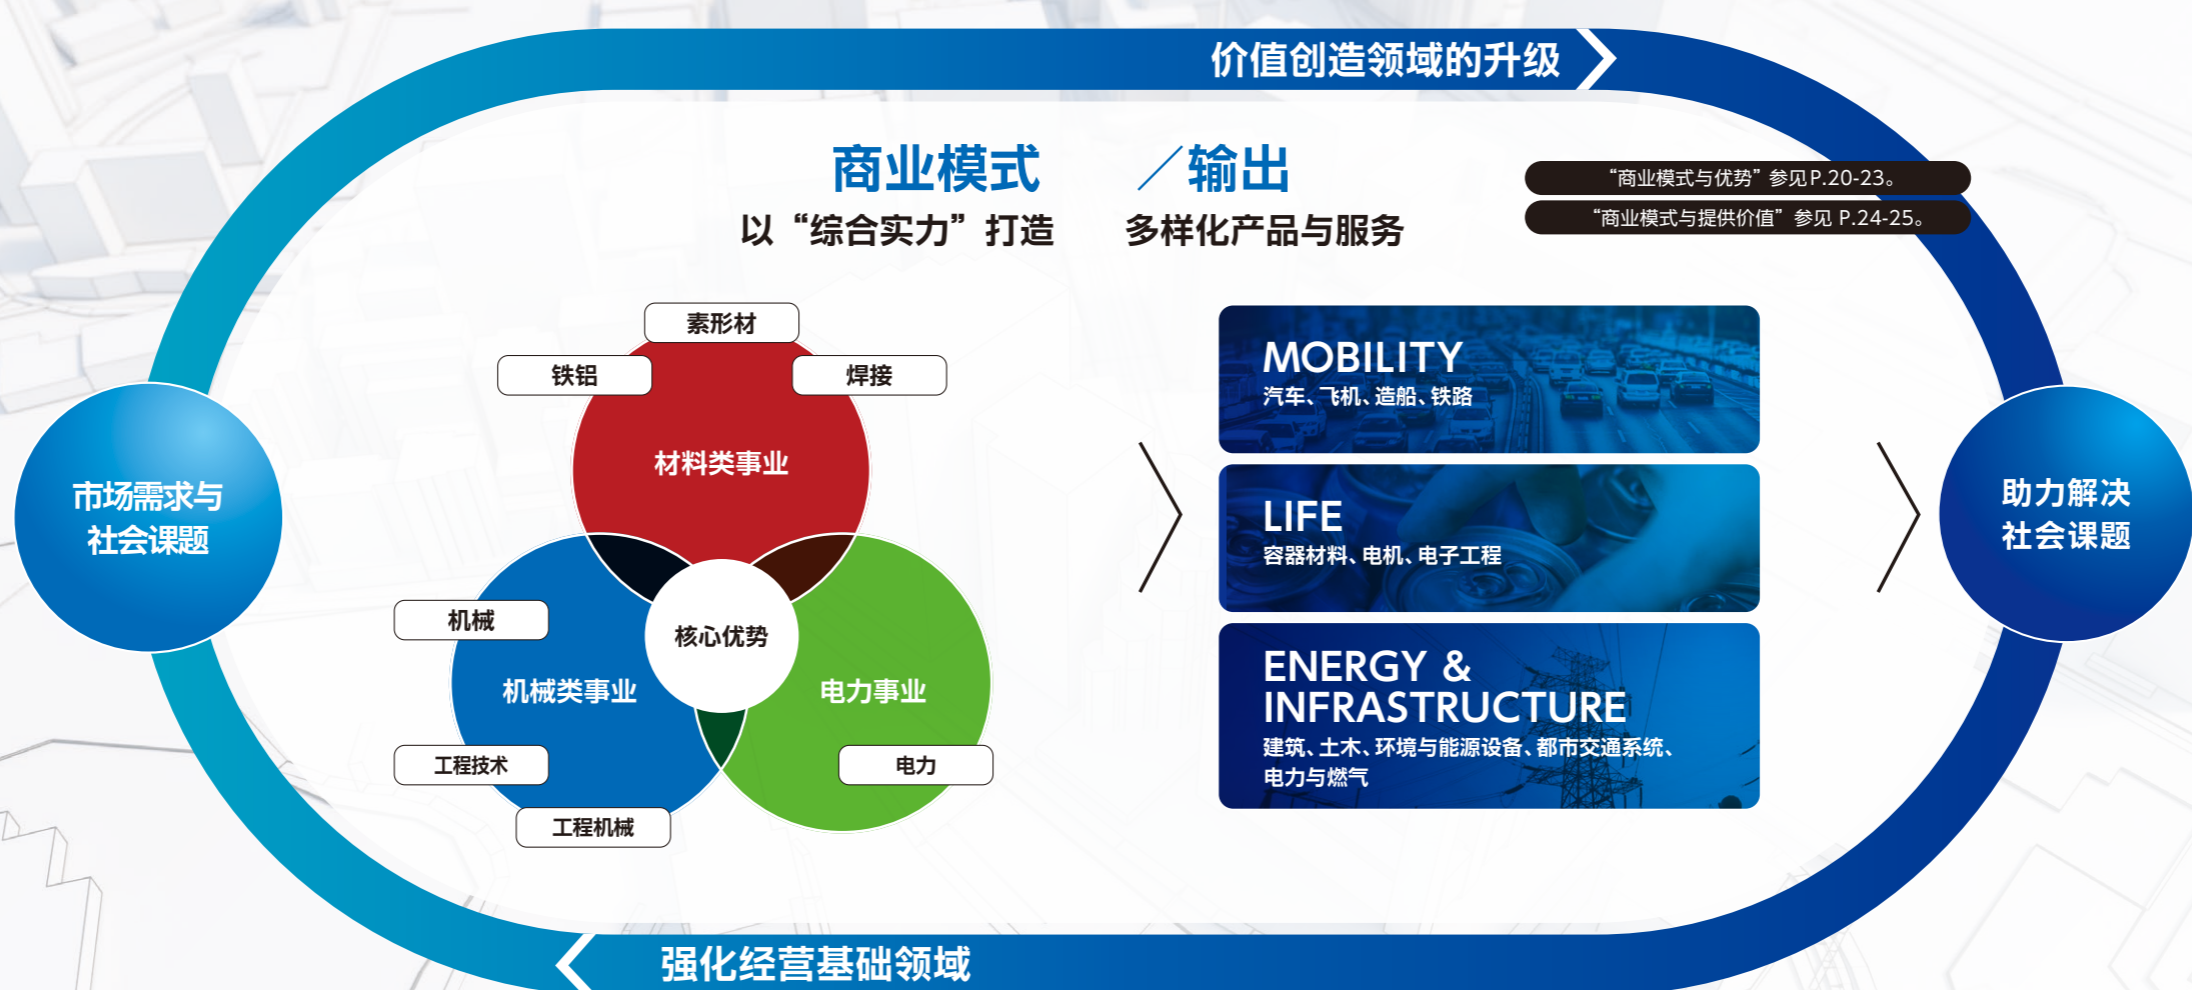 价值创造领域的升级
商业模式 ／输出
以“综合实力”打造 多样化产品与服务
“商业模式与优势”参见P.20-23。
“商业模式与提供价值”参见 P.24-25。
市场需求与
社会课题
素形材
铁铝
焊接
材料类事业
核心优势
机械
机械类事业
工程技术
工程机械
电力事业
电力
MOBILITY
汽车、飞机、造船、铁路
LIFE
容器材料、电机、电子工程
ENERGY &
INFRASTRUCTURE
建筑、土木、环境与能源设备、都市交通系统、
电力与燃气
助力解决
社会课题
强化经营基础领域